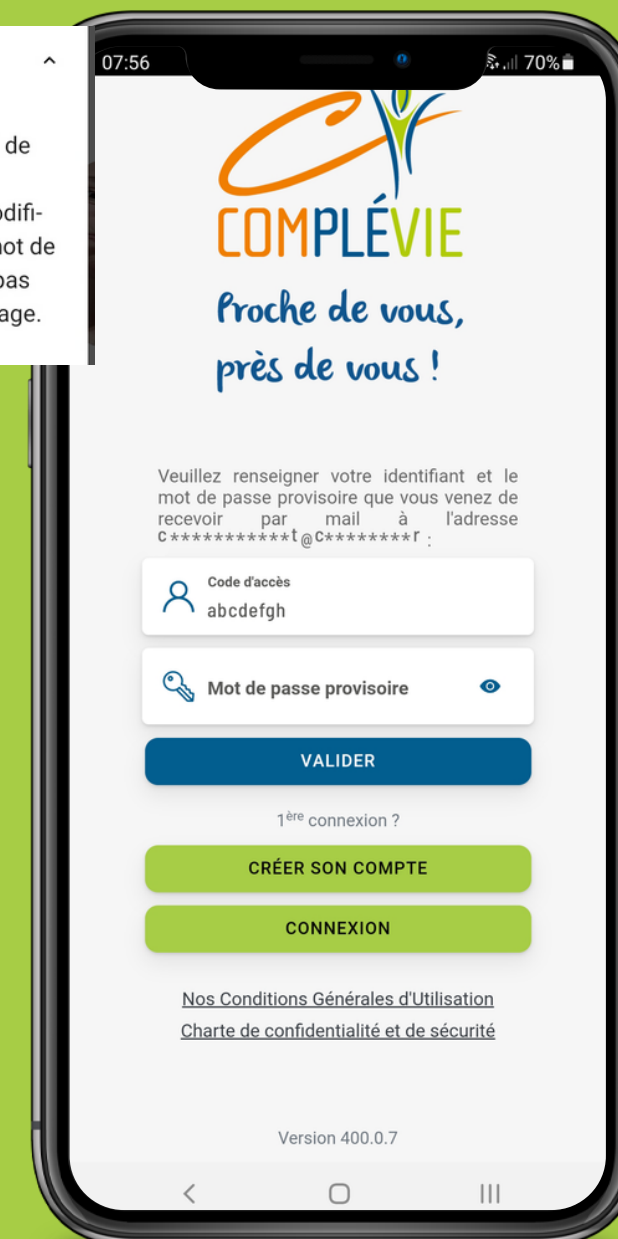 de
odifi-
not de
pas
age.
07:56
70%
COMPLÉVIE
Proche de vous,
près de vous !
Veuillez renseigner votre identifiant et le
mot de passe provisoire que vous venez de
recevoir par mail à l'adresse
c***********t@c********r :
Code d'accès
abcdefgh
Mot de passe provisoire
VALIDER
1ère connexion ?
CRÉER SON COMPTE
CONNEXION
Nos Conditions Générales d'Utilisation
Charte de confidentialité et de sécurité
Version 400.0.7